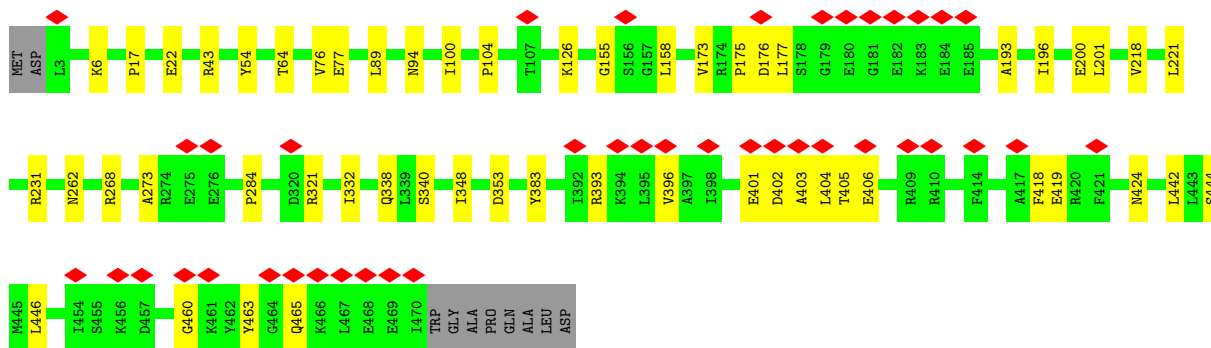 MET ASP L3 K6 P17 E22 R43 Y54 T64 V76 E77 L89 N94 I100 P104 T107 K126 G155 S156 G157 L158 V173 R174 P175 D176 L177 S178 G179 E180 G181 E182 K183 E184 E185 A193 I196 E200 L201 V218 L221
R231 N262 R268 A273 R274 E275 E276 P284 D320 R321 I332 Q338 L339 S340 I348 D353 Y383 I392 R393 K394 L395 V396 A397 I398 E401 D402 A403 L404 T405 E406 R409 R410 F414 A417 F418 E419 R420 F421 N424 L442 L443 S444
M445 L446 I454 S455 K456 D457 G460 K461 Y462 Y463 G464 Q465 K466 L467 E468 E469 I470 TRP GLY ALA PRO GLN ALA LEU ASP